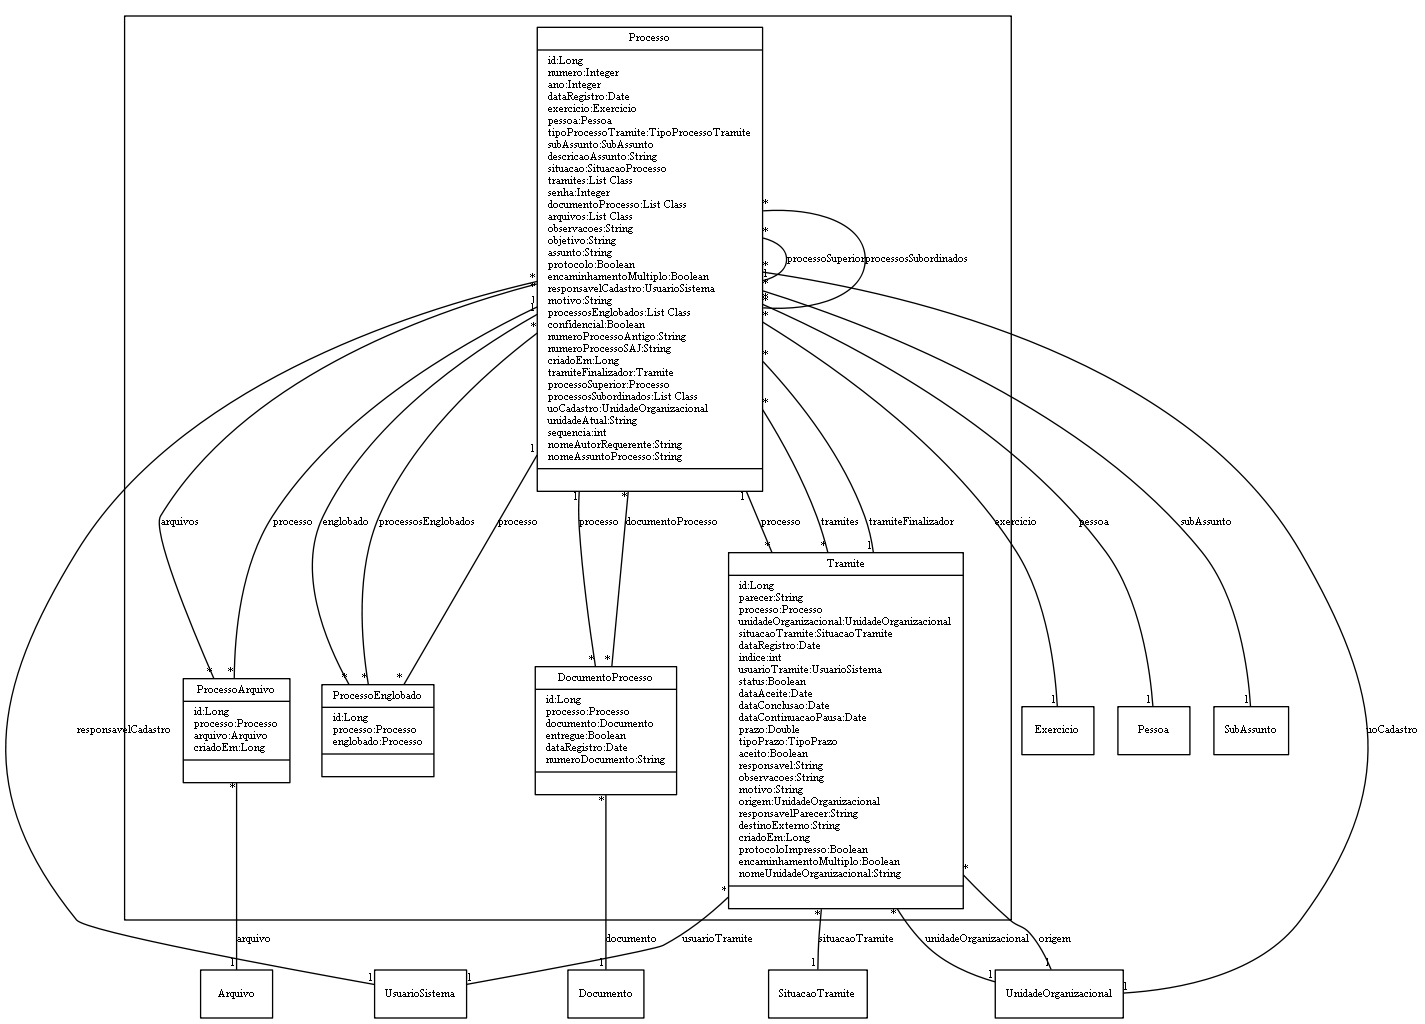 Processo
id:Long
numero:Integer
ano:Integer
dataRegistro:Date
exercicio:Exercicio
pessoa:Pessoa
tipoProcessoTramite:TipoProcessoTramite
subAssunto:SubAssunto
descricaoAssunto:String
situacao:SituacaoProcesso
tramites:List Class
senha:Integer
documentoProcesso:List Class
arquivos:List Class
observacoes:String
objetivo:String
assunto:String
protocolo:Boolean
encaminhamentoMultiplo:Boolean
responsavelCadastro:UsuarioSistema
motivo:String
processosEnglobados:List Class
confidencial:Boolean
numeroProcessoAntigo:String
numeroProcessoSAJ:String
criadoEm:Long
tramiteFinalizador:Tramite
processoSuperior:Processo
processosSubordinados:List Class
uoCadastro:UnidadeOrganizacional
unidadeAtual:String
sequencia:int
nomeAutorRequerente:String
nomeAssuntoProcesso:String
*
*
*
1
*
*
*
*
*
*
*
1
1
*
1
processoSuperior
processosSubordinados
1
*
1
arquivos
processo
englobado
processosEnglobados
processo
processo
documentoProcesso
processo
tramites
tramiteFinalizador
exercicio
pessoa
subAssunto
*
*
1
Tramite
id:Long
parecer:String
processo:Processo
unidadeOrganizacional:UnidadeOrganizacional
situacaoTramite:SituacaoTramite
dataRegistro:Date
indice:int
usuarioTramite:UsuarioSistema
status:Boolean
dataAceite:Date
dataConclusao:Date
dataContinuacaoPausa:Date
prazo:Double
tipoPrazo:TipoPrazo
aceito:Boolean
responsavel:String
observacoes:String
motivo:String
origem:UnidadeOrganizacional
responsavelParecer:String
destinoExterno:String
criadoEm:Long
protocoloImpresso:Boolean
encaminhamentoMultiplo:Boolean
nomeUnidadeOrganizacional:String
*
*
*
*
*
*
*
ProcessoArquivo
id:Long
processo:Processo
arquivo:Arquivo
criadoEm:Long
ProcessoEnglobado
id:Long
processo:Processo
englobado:Processo
DocumentoProcesso
id:Long
processo:Processo
documento:Documento
entregue:Boolean
dataRegistro:Date
numeroDocumento:String
1
1
1
Exercicio
Pessoa
SubAssunto
responsavelCadastro
uoCadastro
*
*
*
*
*
*
arquivo
documento
usuarioTramite
situacaoTramite
unidadeOrganizacional
origem
1
1
1
1
1
1
1
1
Arquivo
UsuarioSistema
Documento
SituacaoTramite
UnidadeOrganizacional